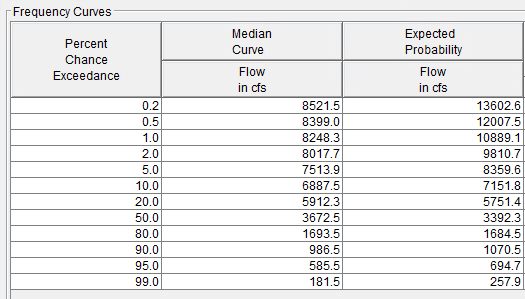 Frequency Curves
Percent Chance Exceedance | Median Curve | Expected Probability
Flow in cfs | Flow in cfs
0.2 8521.5 13602.6
0.5 8399.0 12007.5
1.0 8248.3 10889.1
2.0 8017.7 9810.7
5.0 7513.9 8359.6
10.0 6887.5 7151.8
20.0 5912.3 5751.4
50.0 3672.5 3392.3
80.0 1693.5 1684.5
90.0 986.5 1070.5
95.0 585.5 694.7
99.0 181.5 257.9